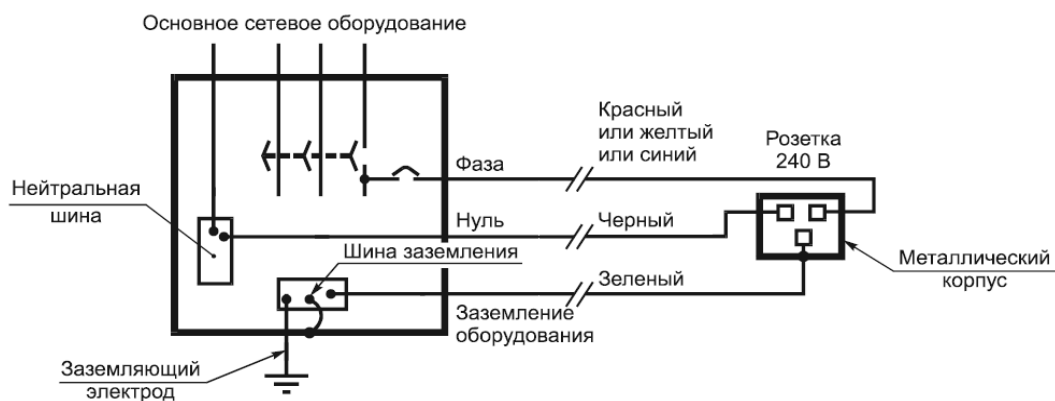 Основное сетевое оборудование
Красный
или желтый
или синий
Розетка
240 В
Фаза
Нейтральная
шина
Нуль
Черный
Шина заземления
Зеленый
Металлический
корпус
Заземление
оборудования
Заземляющий
электрод